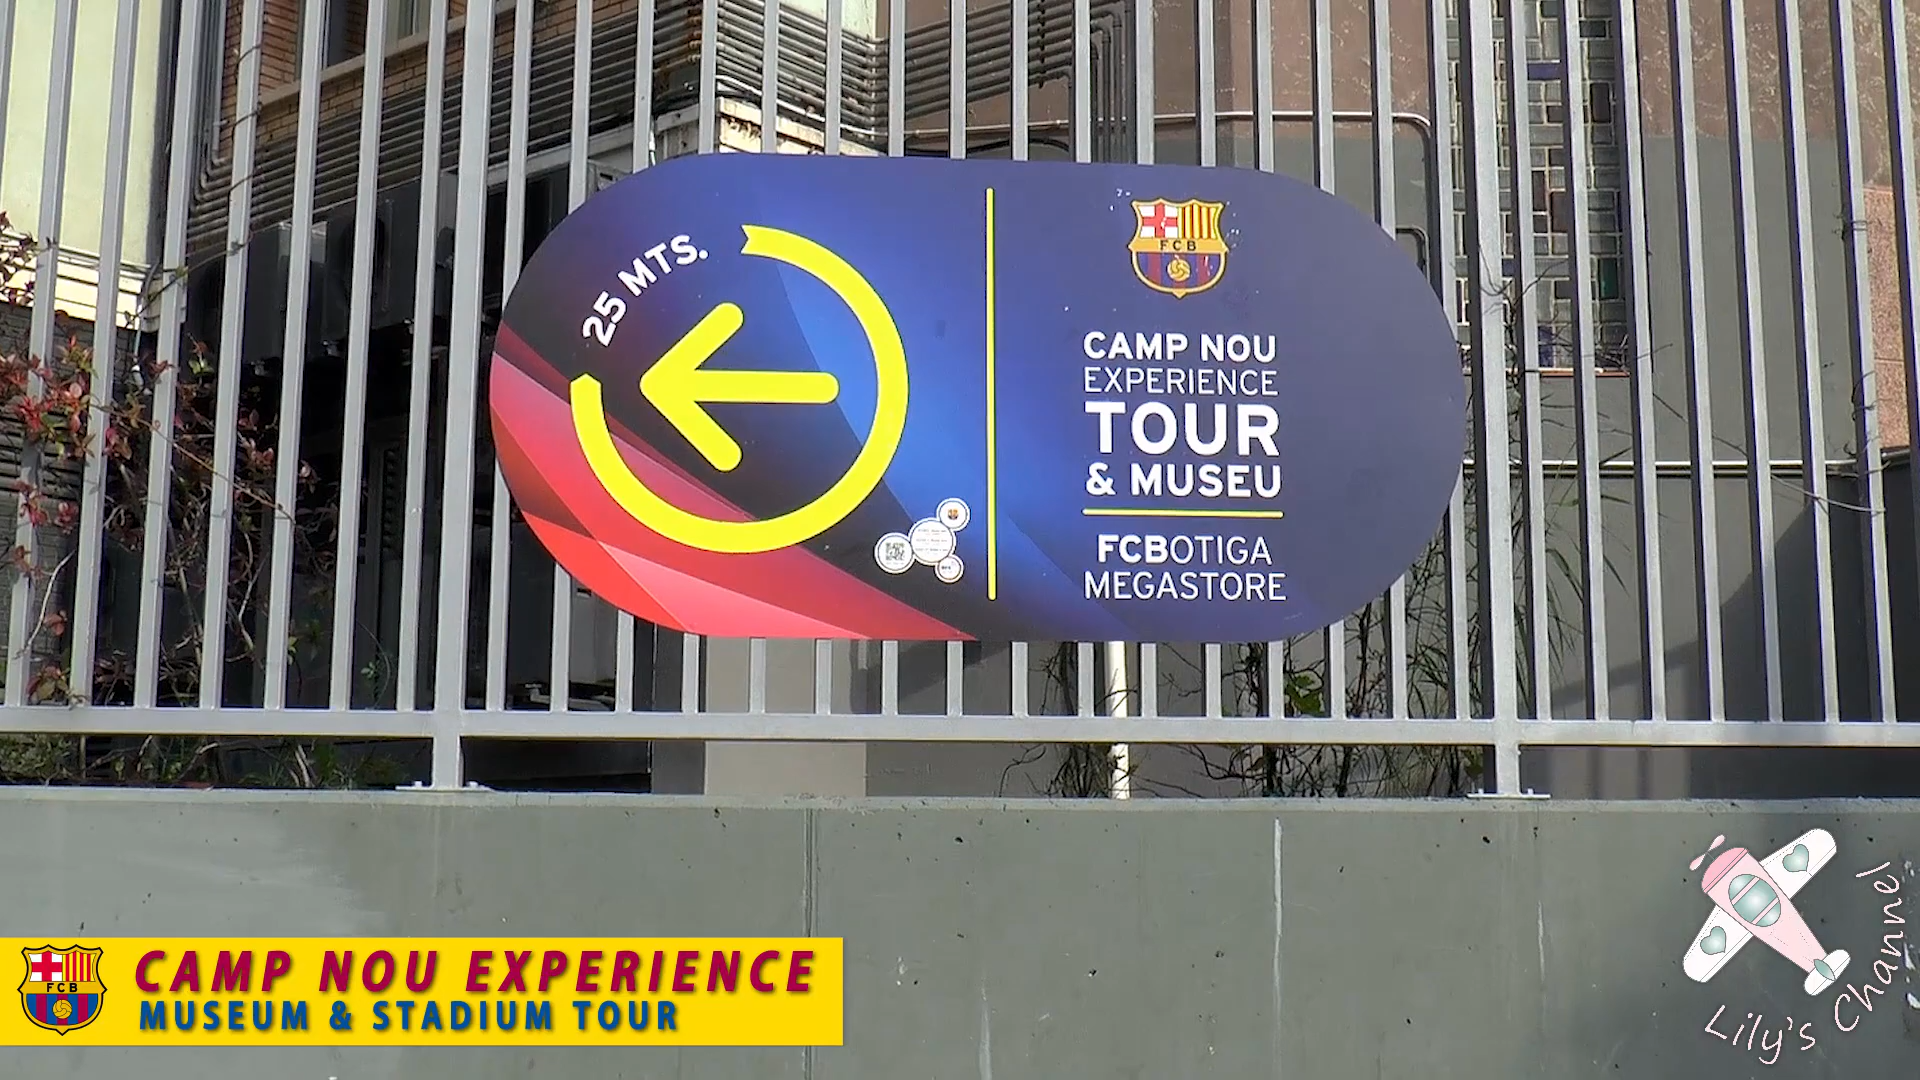 25 MTS.
FCB
CAMP NOU
EXPERIENCE
TOUR
& MUSEU
FCBOTIGA
MEGASTORE
FCB
CAMP NOU EXPERIENCE
MUSEUM & STADIUM TOUR
Lily's Channel